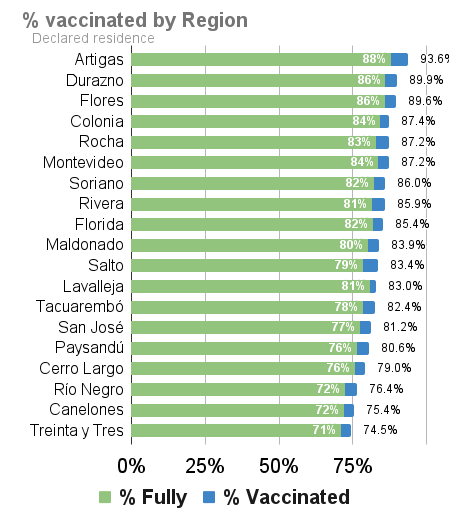 % vaccinated by Region
Declared residence
Artigas 88% 93.6%
Durazno 86% 89.9%
Flores 86% 89.6%
Colonia 84% 87.4%
Rocha 83% 87.2%
Montevideo 84% 87.2%
Soriano 82% 86.0%
Rivera 81% 85.9%
Florida 82% 85.4%
Maldonado 80% 83.9%
Salto 79% 83.4%
Lavalleja 81% 83.0%
Tacuarembó 78% 82.4%
San José 77% 81.2%
Paysandú 76% 80.6%
Cerro Largo 76% 79.0%
Río Negro 72% 76.4%
Canelones 72% 75.4%
Treinta y Tres 71% 74.5%
0% 25% 50% 75%
% Fully % Vaccinated